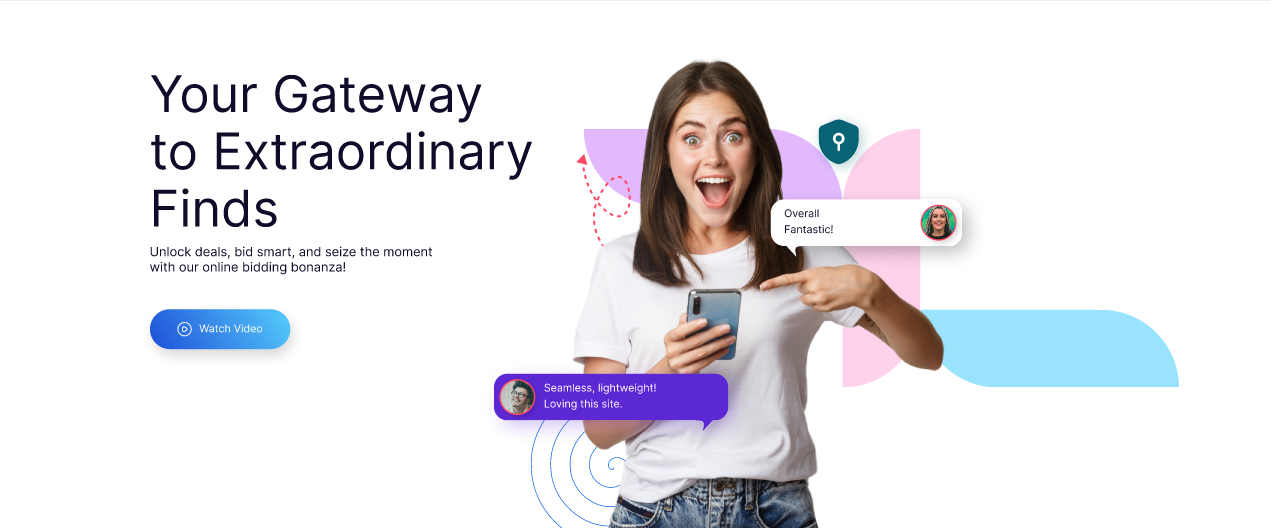 Your Gateway
to Extraordinary
Finds
Unlock deals, bid smart, and seize the moment
with our online bidding bonanza!
Watch Video
Overall
Fantastic!
Seamless, lightweight!
Loving this site.